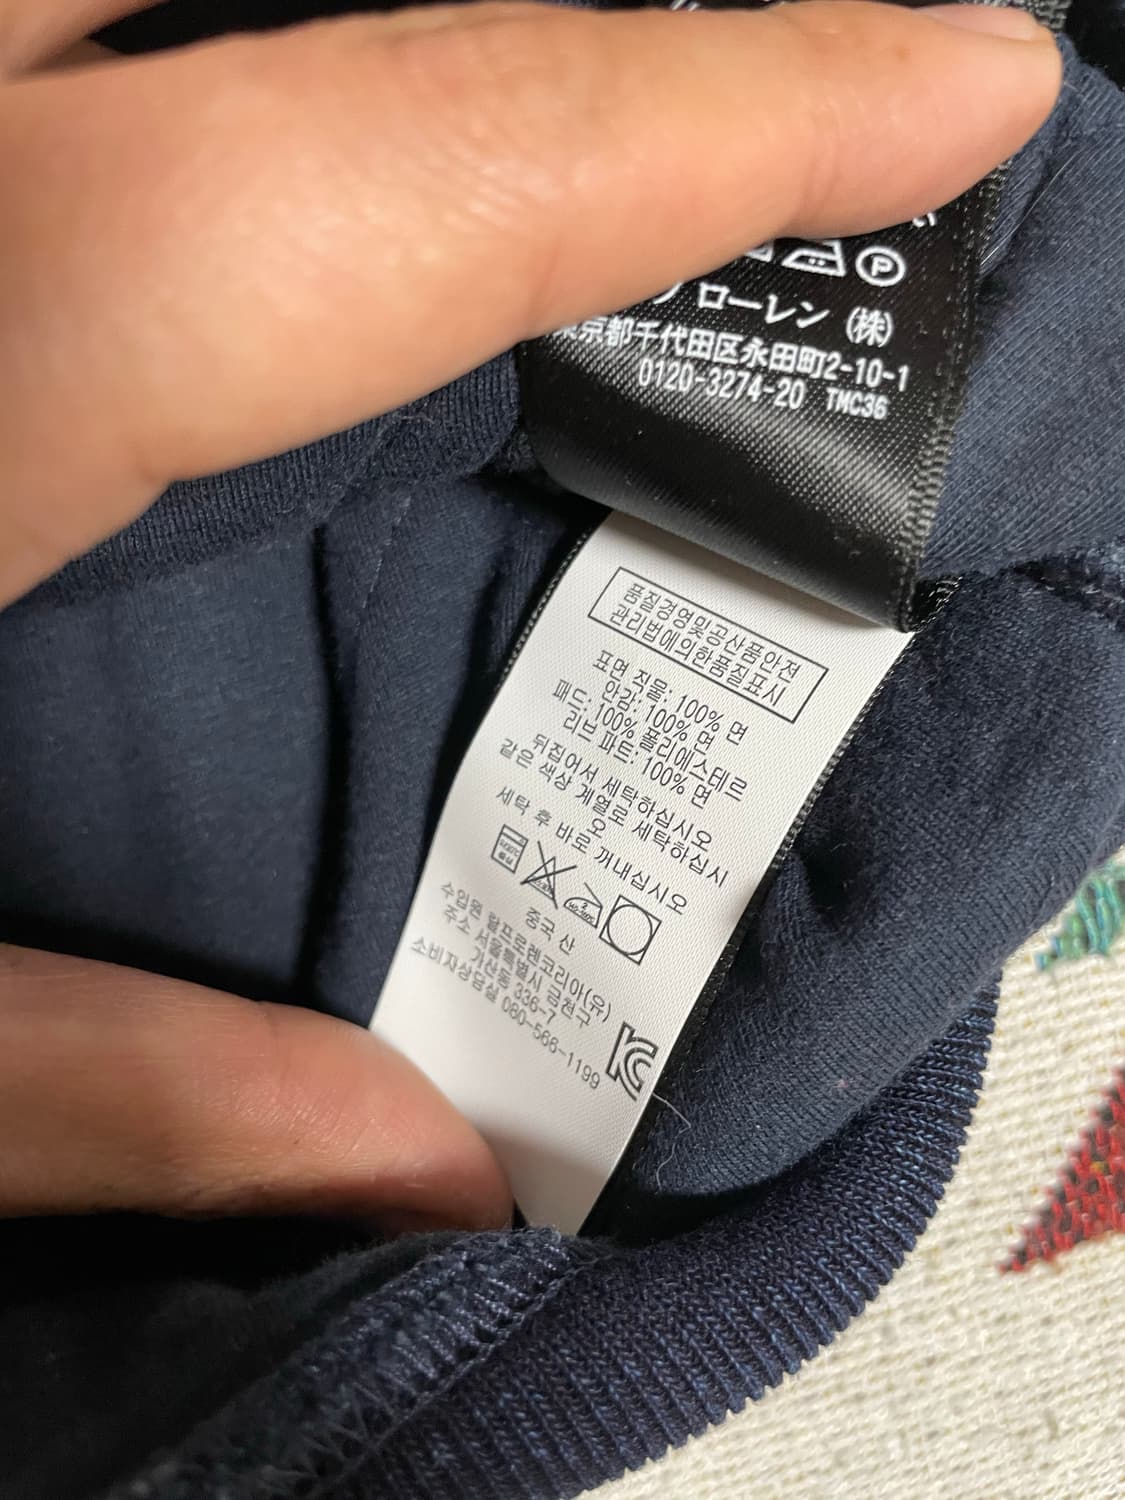 ローレン (株)
東京都千代田区永田町2-10-1
0120-3274-20 TMC36
품질경영및공산품안전
관리법에의한품질표시
표면 직물: 100% 면
안감: 100% 면
패드: 100% 폴리에스테르
리브 파트: 100% 면
뒤집어서 세탁하십시오
같은 색상 계열로 세탁하십시
오
세탁 후 바로 꺼내십시오
중국 산
수입원 랄프로렌코리아(유)
주소 서울특별시 금천구
가산동 336-7
소비자상담실 080-566-1199